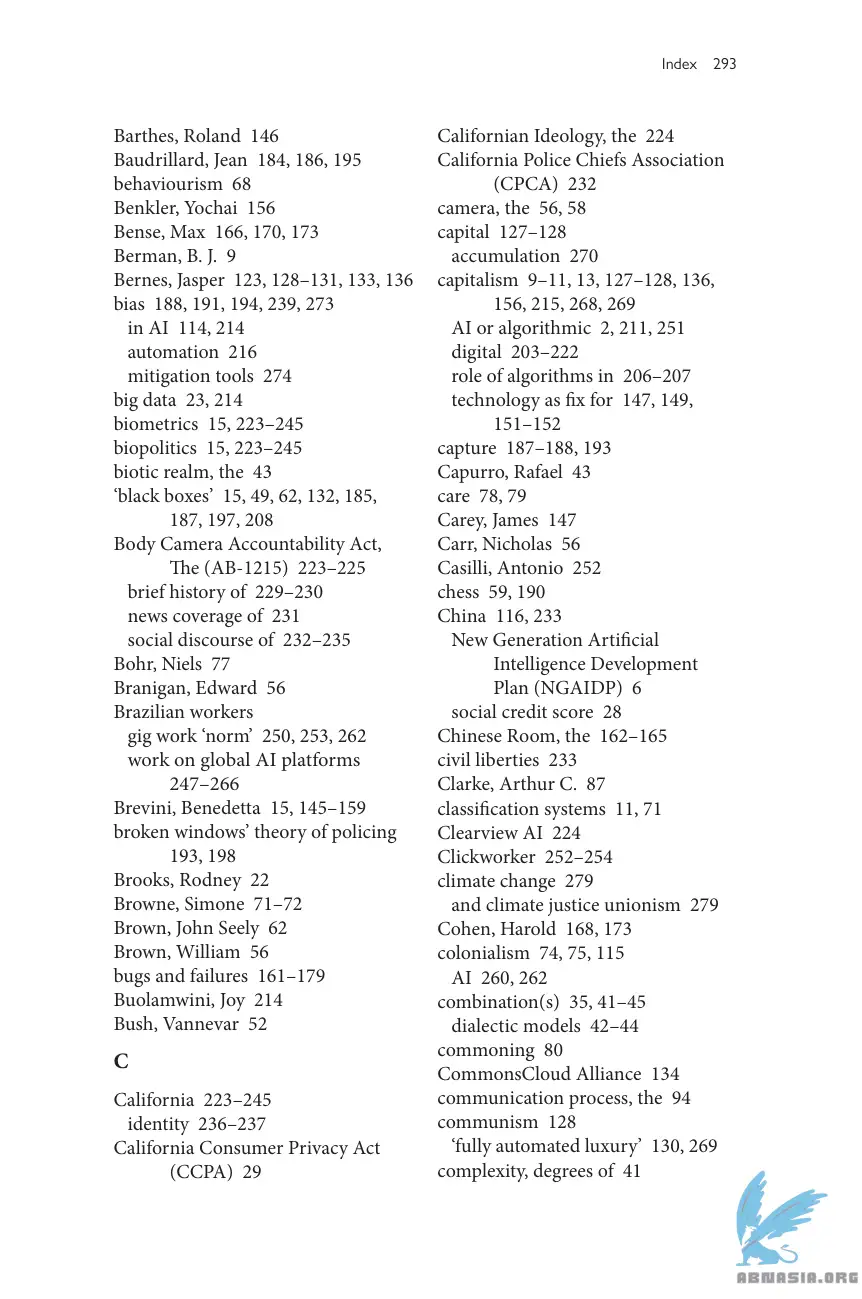 Index 293
Barthes, Roland 146
Baudrillard, Jean 184, 186, 195
behaviourism 68
Benkler, Yochai 156
Bense, Max 166, 170, 173
Berman, B. J. 9
Bernes, Jasper 123, 128–131, 133, 136
bias 188, 191, 194, 239, 273
in AI 114, 214
automation 216
mitigation tools 274
big data 23, 214
biometrics 15, 223–245
biopolitics 15, 223–245
biotic realm, the 43
‘black boxes’ 15, 49, 62, 132, 185,
187, 197, 208
Body Camera Accountability Act,
The (AB-1215) 223–225
brief history of 229–230
news coverage of 231
social discourse of 232–235
Bohr, Niels 77
Branigan, Edward 56
Brazilian workers
gig work ‘norm’ 250, 253, 262
work on global AI platforms
247–266
Brevini, Benedetta 15, 145–159
broken windows’ theory of policing
193, 198
Brooks, Rodney 22
Browne, Simone 71–72
Brown, John Seely 62
Brown, William 56
bugs and failures 161–179
Buolamwini, Joy 214
Bush, Vannevar 52
C
California 223–245
identity 236–237
California Consumer Privacy Act
(CCPA) 29
Californian Ideology, the 224
California Police Chiefs Association
(CPCA) 232
camera, the 56, 58
capital 127–128
accumulation 270
capitalism 9–11, 13, 127–128, 136,
156, 215, 268, 269
AI or algorithmic 2, 211, 251
digital 203–222
role of algorithms in 206–207
technology as fix for 147, 149,
151–152
capture 187–188, 193
Capurro, Rafael 43
care 78, 79
Carey, James 147
Carr, Nicholas 56
Casilli, Antonio 252
chess 59, 190
China 116, 233
New Generation Artificial
Intelligence Development
Plan (NGAIDP) 6
social credit score 28
Chinese Room, the 162–165
civil liberties 233
Clarke, Arthur C. 87
classification systems 11, 71
Clearview AI 224
Clickworker 252–254
climate change 279
and climate justice unionism 279
Cohen, Harold 168, 173
colonialism 74, 75, 115
AI 260, 262
combination(s) 35, 41–45
dialectic models 42–44
commoning 80
CommonsCloud Alliance 134
communication process, the 94
communism 128
‘fully automated luxury’ 130, 269
complexity, degrees of 41
ABNASIA.ORG